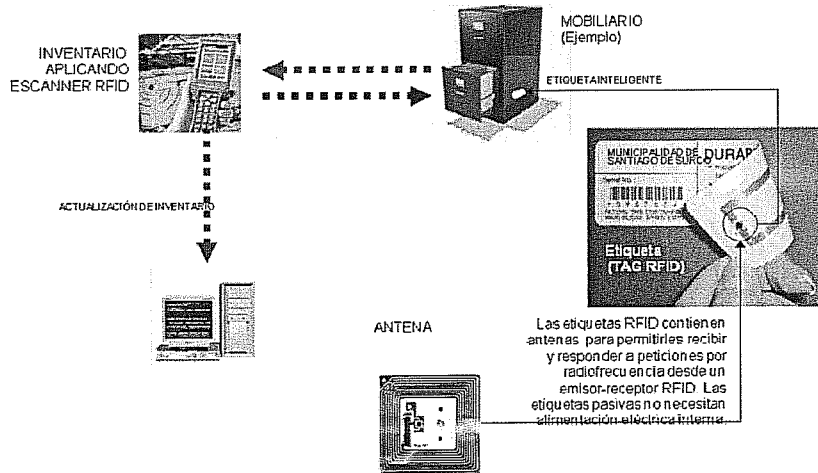 INVENTARIO
APLICANDO
ESCANNER RFID
MOBILIARIO
(Ejemplo)
ETIQUETA INTELIGENTE
MUNICIPALIDAD DE
SANTIAGO DE SURCO
DURAB
Etiqueta
(TAG RFID)
ACTUALIZACIÓN DE INVENTARIO
ANTENA
Las etiquetas RFID contienen
antenas para permitirles recibir
y responder a peticiones por
radiofrecuencia desde un
emisor-receptor RFID. Las
etiquetas pasivas no necesitan
alimentación eléctrica interna.